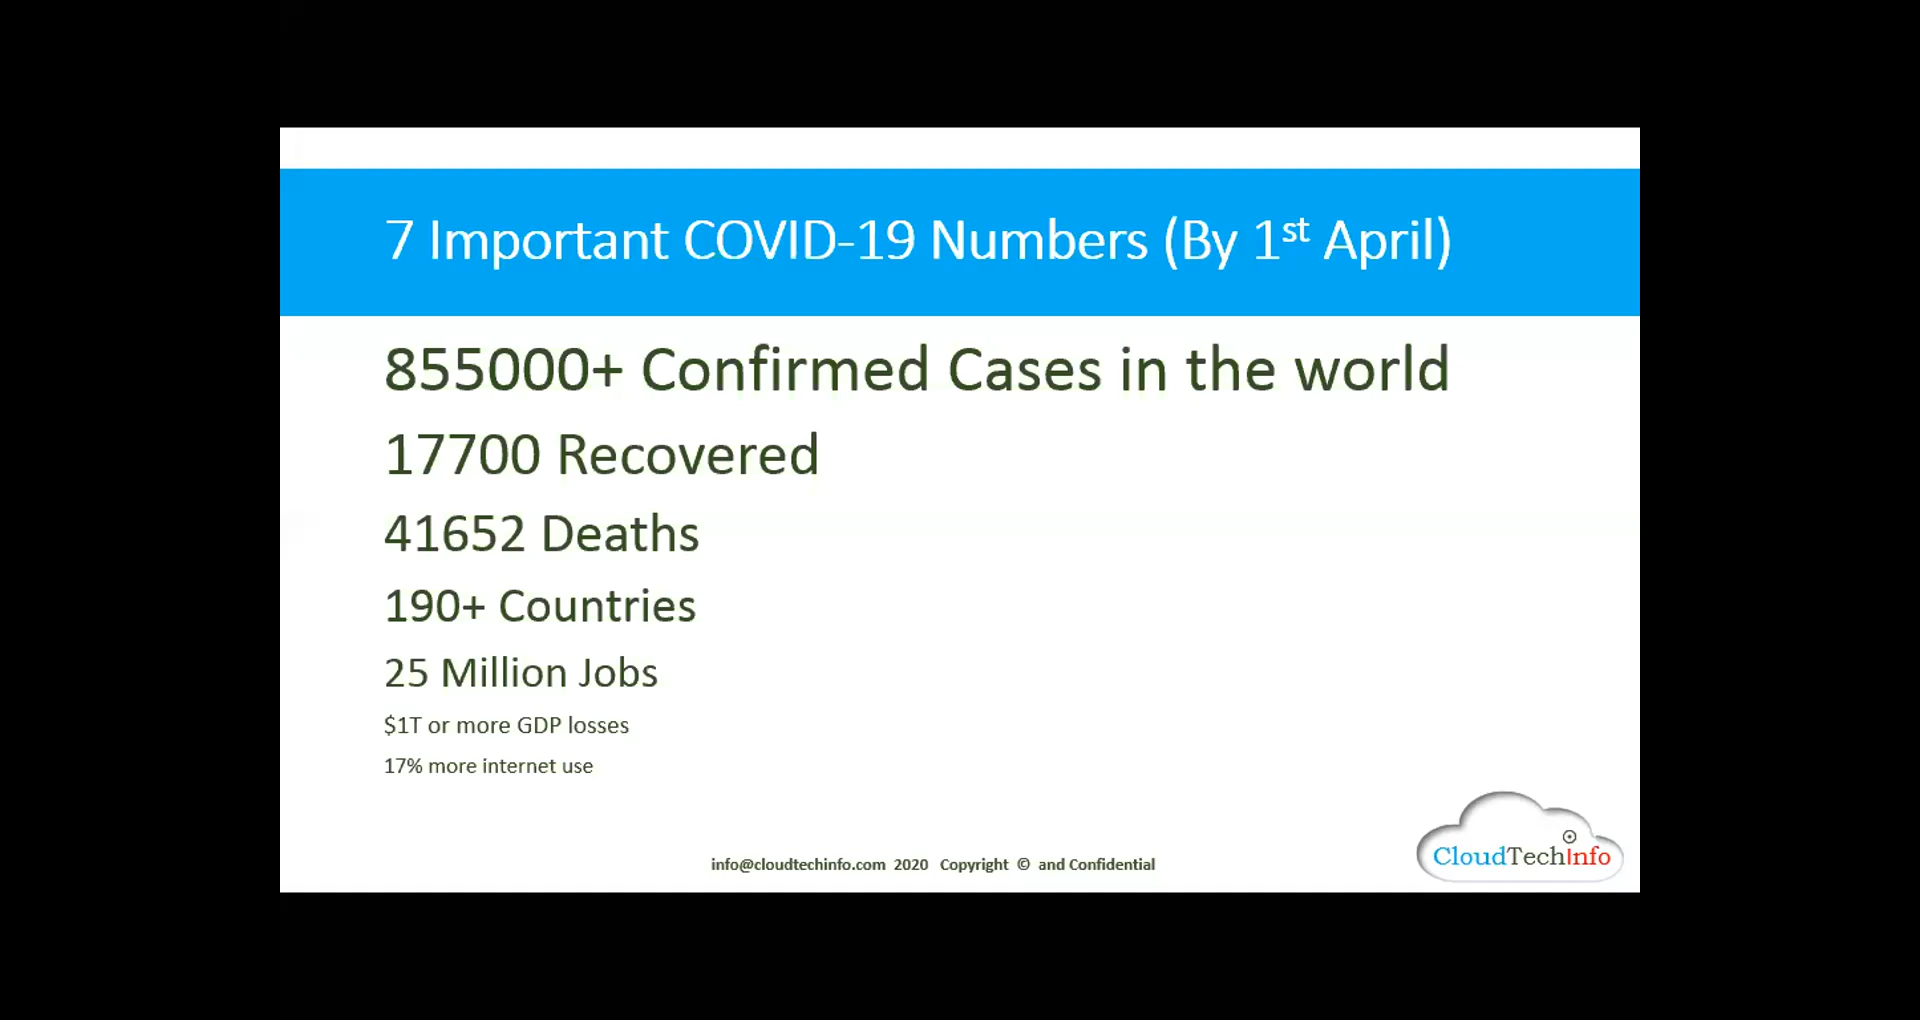 7 Important COVID-19 Numbers (By 1st April)
855000+ Confirmed Cases in the world
17700 Recovered
41652 Deaths
190+ Countries
25 Million Jobs
$1T or more GDP losses
17% more internet use
info@cloudtechinfo.com 2020 Copyright © and Confidential
CloudTechInfo